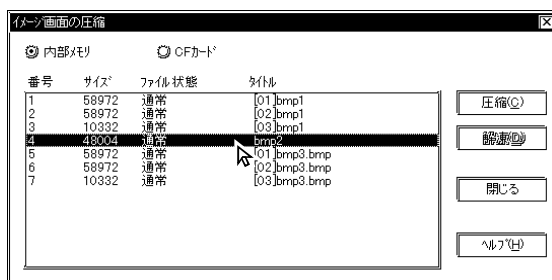 イメージ画面の圧縮
内部メモリ CFカード
番号 サイズ ファイル状態 タイトル
1 58972 通常 [01]bmp1
2 58972 通常 [02]bmp1
3 10332 通常 [03]bmp1
4 48004 通常 bmp2
5 58972 通常 [01]bmp3.bmp
6 58972 通常 [02]bmp3.bmp
7 10332 通常 [03]bmp3.bmp
圧縮(C)
解凍(D)
閉じる
ヘルプ(H)